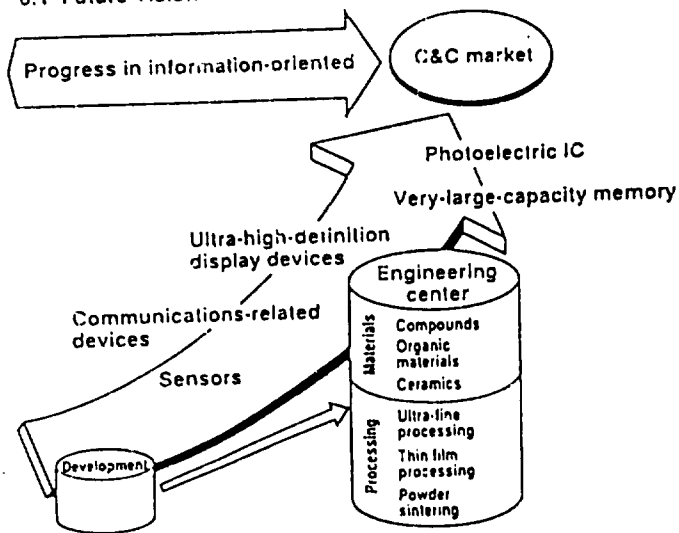 Progress in information-oriented
C&C market
Photoelectric IC
Very-large-capacity memory
Ultra-high-definition
display devices
Communications-related
devices
Sensors
Development
Engineering
center
Materials
Compounds
Organic
materials
Ceramics
Processing
Ultra-fine
processing
Thin film
processing
Powder
sintering